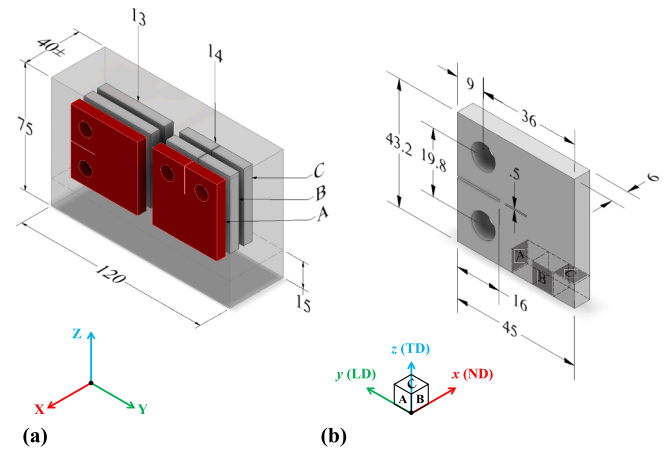 13
14
40±
75
C
B
A
120
15
Z
X
Y
(a)
9
36
43.2
19.8
.5
6
A
B
C
16
45
z (TD)
y (LD)
x (ND)
C
A
B
(b)